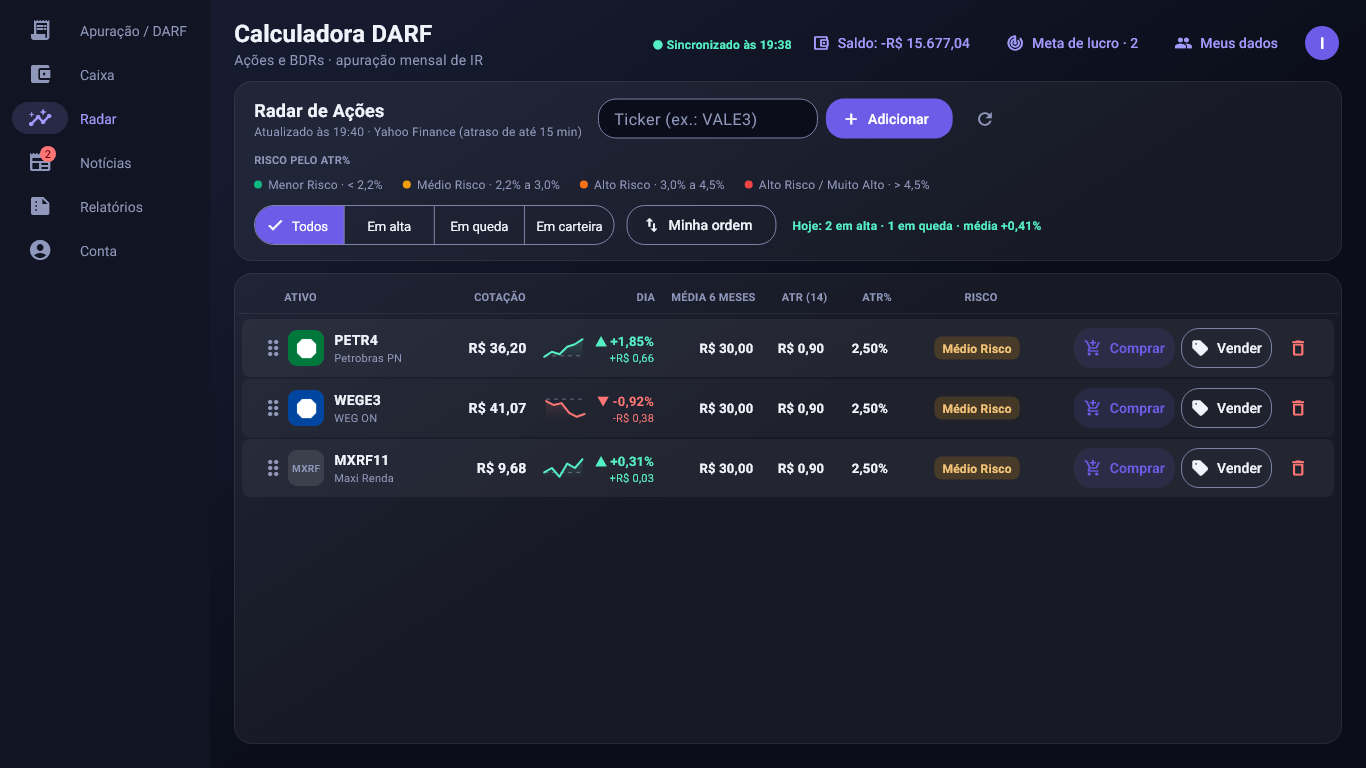 Apuração / DARF
Caixa
Radar
2
Notícias
Relatórios
Conta
Calculadora DARF
Ações e BDRs · apuração mensal de IR
Sincronizado às 19:38
Saldo: -R$ 15.677,04
Meta de lucro · 2
Meus dados
I
Radar de Ações
Atualizado às 19:40 · Yahoo Finance (atraso de até 15 min)
Ticker (ex.: VALE3)
Adicionar
RISCO PELO ATR%
Menor Risco · < 2,2%
Médio Risco · 2,2% a 3,0%
Alto Risco · 3,0% a 4,5%
Alto Risco / Muito Alto · > 4,5%
Todos
Em alta
Em queda
Em carteira
Minha ordem
Hoje: 2 em alta · 1 em queda · média +0,41%
ATIVO COTAÇÃO DIA MÉDIA 6 MESES ATR (14) ATR% RISCO
PETR4
Petrobras PN
R$ 36,20
+1,85%
+R$ 0,66
R$ 30,00
R$ 0,90
2,50%
Médio Risco
Comprar
Vender
WEGE3
WEG ON
R$ 41,07
-0,92%
-R$ 0,38
R$ 30,00
R$ 0,90
2,50%
Médio Risco
Comprar
Vender
MXRF
MXRF11
Maxi Renda
R$ 9,68
+0,31%
+R$ 0,03
R$ 30,00
R$ 0,90
2,50%
Médio Risco
Comprar
Vender